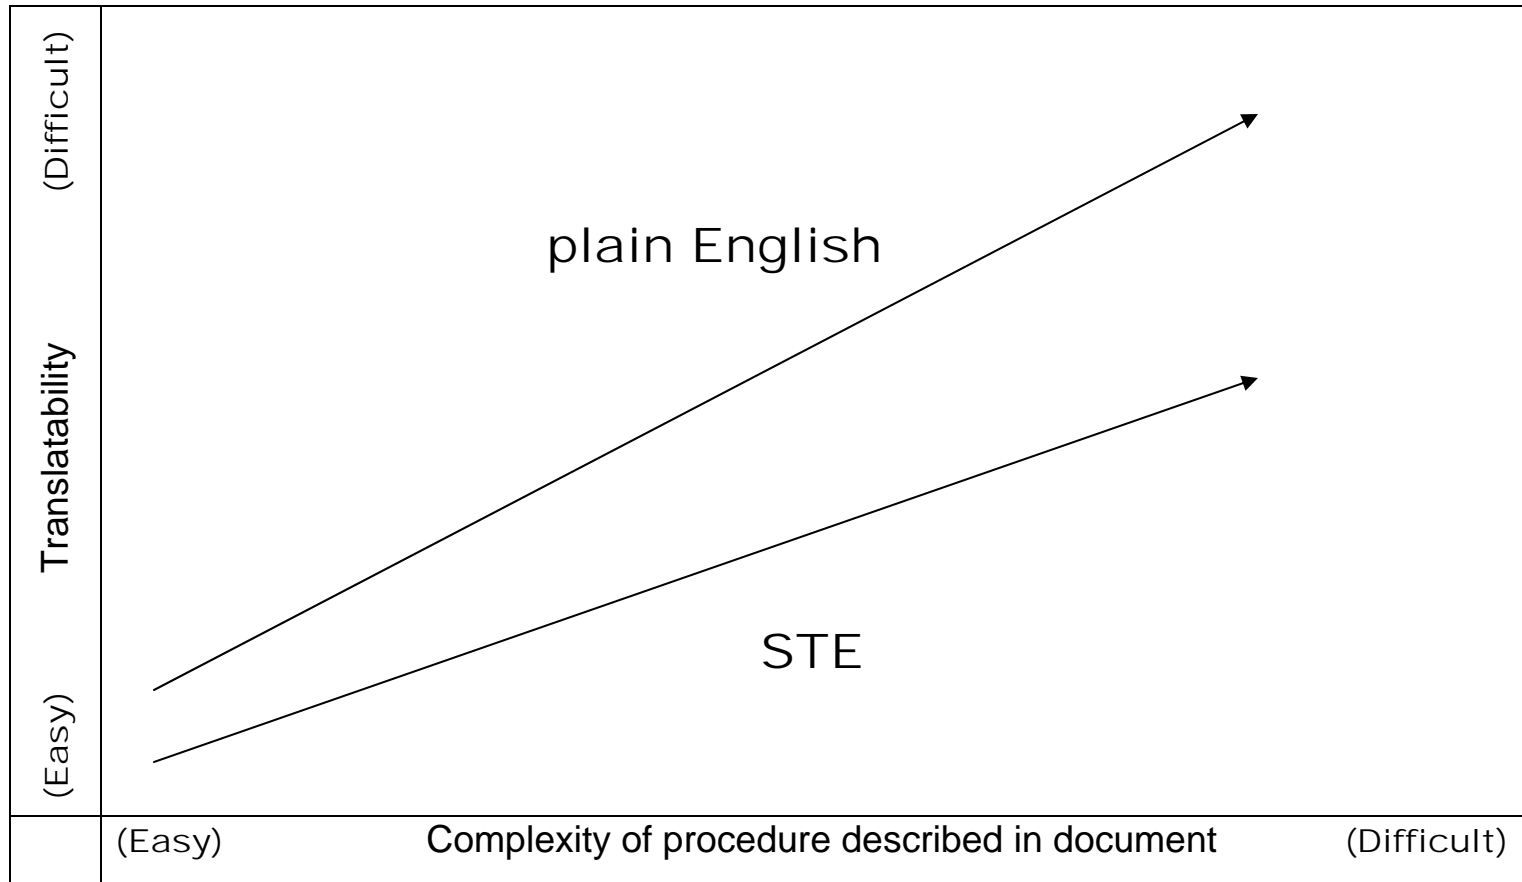 (Difficult)
plain English
Translatability
STE
(Easy)
(Easy) Complexity of procedure described in document (Difficult)